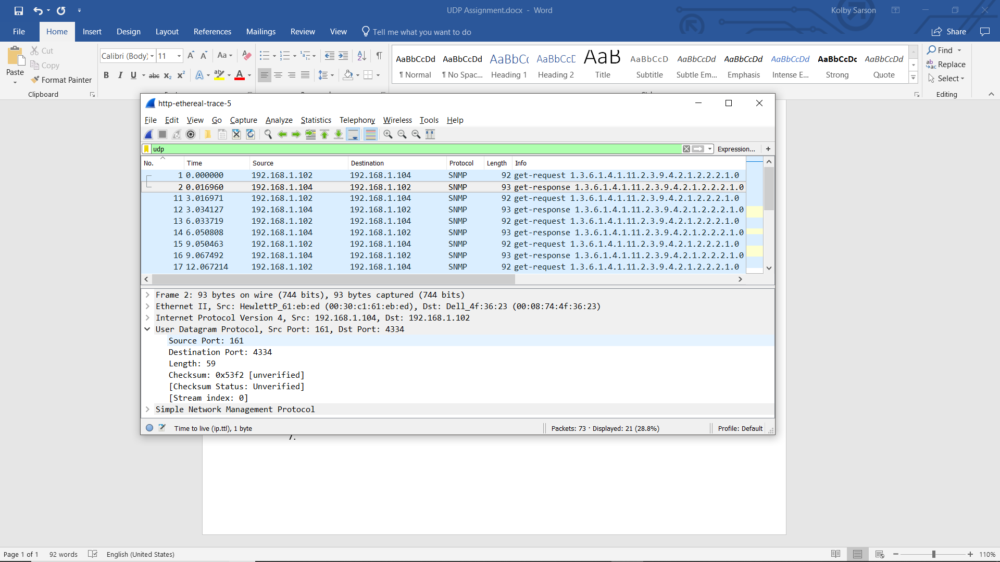 UDP Assignment.docx - Word
Kolby Sarson
File Home Insert Design Layout References Mailings Review View Tell me what you want to do
Share
Paste
Cut
Copy
Format Painter
Clipboard
Calibri (Body) 11
AaBbCcDd
¶ Normal
AaBbCcDd
¶ No Spac...
AaBbCc
Heading 1
AaBbCcD
Heading 2
AaB
Title
AaBbCcD
Subtitle
AaBbCcDd
Subtle Em...
AaBbCcDd
Emphasis
AaBbCcDd
Intense E...
AaBbCcDc
Strong
AaBbCcDd
Quote
Find
Replace
Select
Editing
http-ethereal-trace-5
File Edit View Go Capture Analyze Statistics Telephony Wireless Tools Help
udp
Expression... +
No. Time Source Destination Protocol Length Info
1 0.000000 192.168.1.102 192.168.1.104 SNMP 92 get-request 1.3.6.1.4.1.11.2.3.9.4.2.1.2.2.2.1.0
2 0.016960 192.168.1.104 192.168.1.102 SNMP 93 get-response 1.3.6.1.4.1.11.2.3.9.4.2.1.2.2.2.1.0
11 3.016971 192.168.1.102 192.168.1.104 SNMP 92 get-request 1.3.6.1.4.1.11.2.3.9.4.2.1.2.2.2.1.0
12 3.034127 192.168.1.104 192.168.1.102 SNMP 93 get-response 1.3.6.1.4.1.11.2.3.9.4.2.1.2.2.2.1.0
13 6.033719 192.168.1.102 192.168.1.104 SNMP 92 get-request 1.3.6.1.4.1.11.2.3.9.4.2.1.2.2.2.1.0
14 6.050808 192.168.1.104 192.168.1.102 SNMP 93 get-response 1.3.6.1.4.1.11.2.3.9.4.2.1.2.2.2.1.0
15 9.050463 192.168.1.102 192.168.1.104 SNMP 92 get-request 1.3.6.1.4.1.11.2.3.9.4.2.1.2.2.2.1.0
16 9.067492 192.168.1.104 192.168.1.102 SNMP 93 get-response 1.3.6.1.4.1.11.2.3.9.4.2.1.2.2.2.1.0
17 12.067214 192.168.1.102 192.168.1.104 SNMP 92 get-request 1.3.6.1.4.1.11.2.3.9.4.2.1.2.2.2.1.0
Frame 2: 93 bytes on wire (744 bits), 93 bytes captured (744 bits)
Ethernet II, Src: HewlettP_61:eb:ed (00:30:c1:61:eb:ed), Dst: Dell_4f:36:23 (00:08:74:4f:36:23)
Internet Protocol Version 4, Src: 192.168.1.104, Dst: 192.168.1.102
User Datagram Protocol, Src Port: 161, Dst Port: 4334
Source Port: 161
Destination Port: 4334
Length: 59
Checksum: 0x53f2 [unverified]
[Checksum Status: Unverified]
[Stream index: 0]
Simple Network Management Protocol
Time to live (ip.ttl), 1 byte
Packets: 73 · Displayed: 21 (28.8%)
Profile: Default
7.
Page 1 of 1 92 words English (United States)
110%